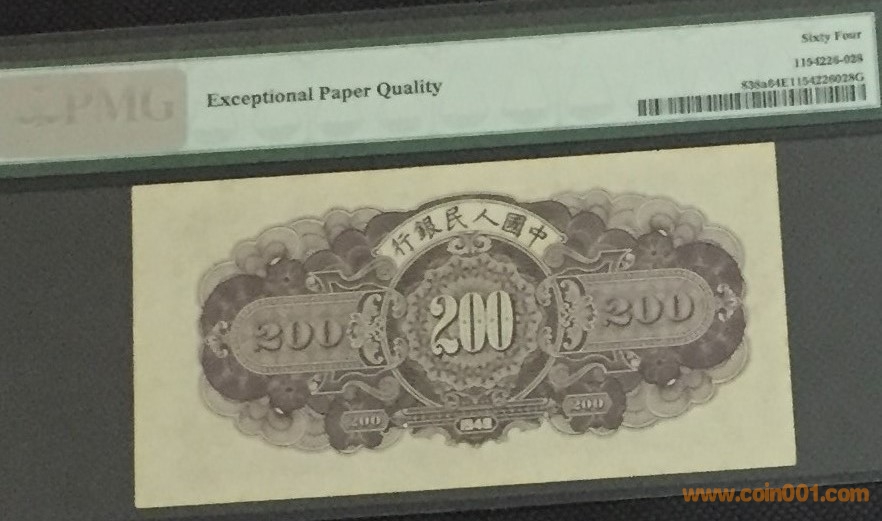 Sixty Four
1154226-028
838a64E1154226028G
PMG
Exceptional Paper Quality
行銀民人國中
200
200
200
200
200
1949
www.coin001.com